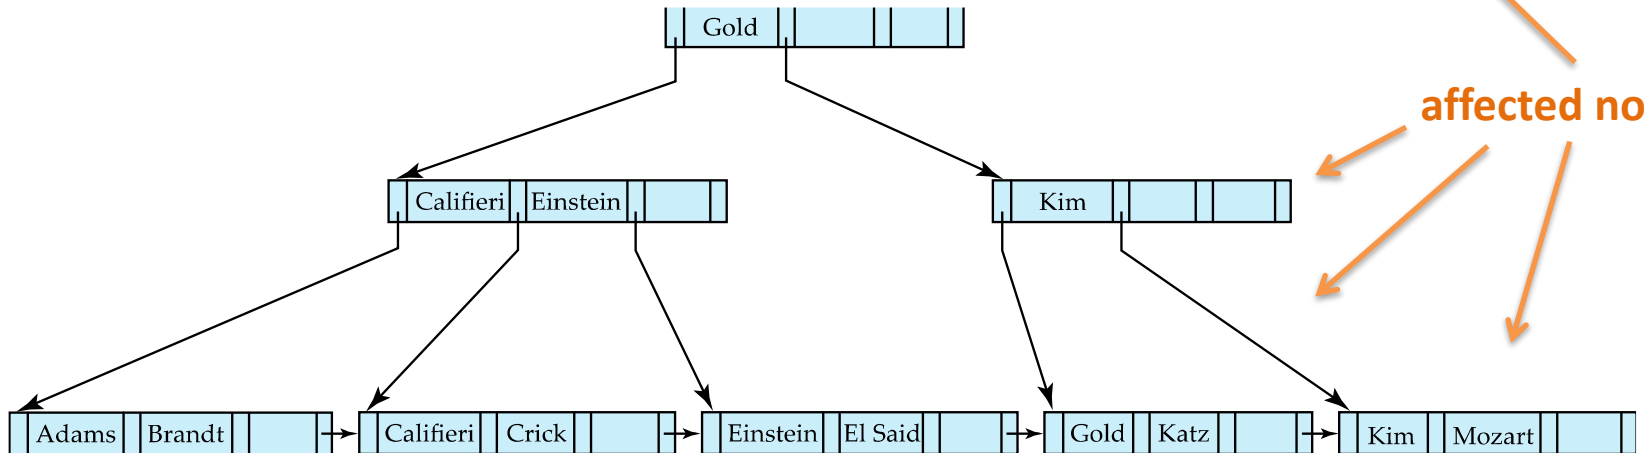 Gold
affected no
Califieri Einstein
Kim
Adams Brandt
Califieri Crick
Einstein El Said
Gold Katz
Kim Mozart